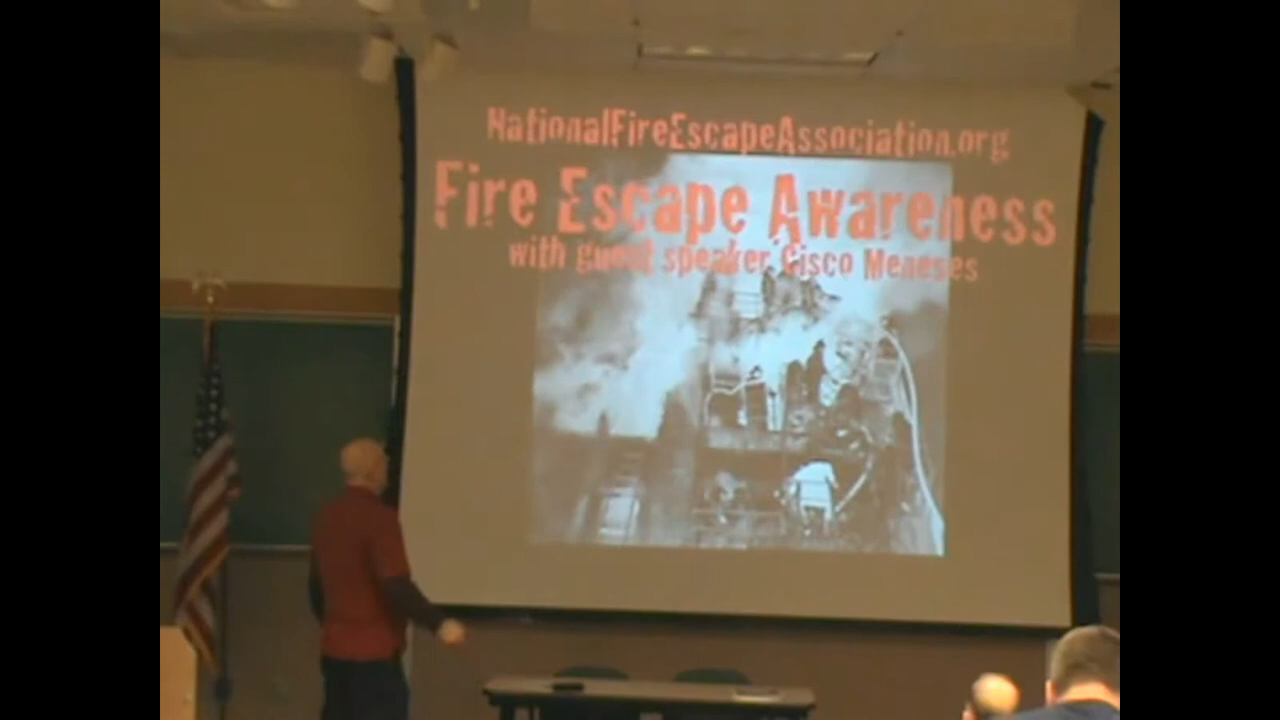 NationalFireEscapeAssociation.org
Fire Escape Awareness
with guest speaker Cisco Meneses